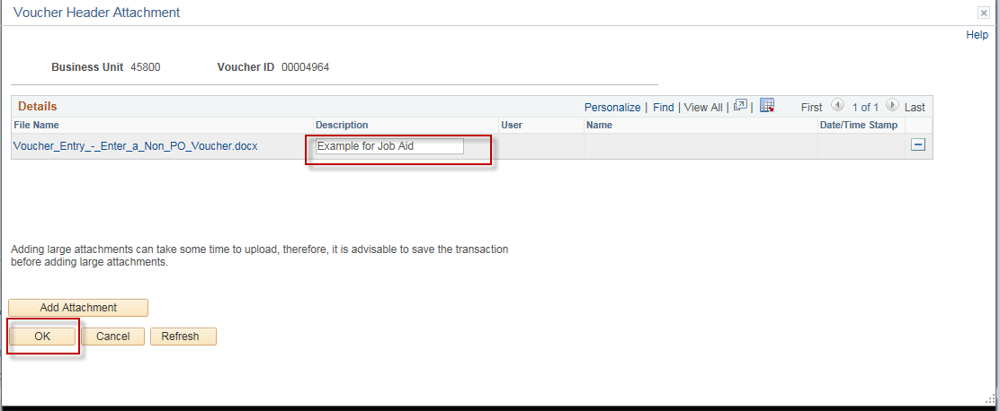 Voucher Header Attachment
Help
Business Unit 45800 Voucher ID 00004964
Details Personalize | Find | View All | | First 1 of 1 Last
File Name Description User Name Date/Time Stamp
Voucher_Entry_-_Enter_a_Non_PO_Voucher.docx Example for Job Aid
Adding large attachments can take some time to upload, therefore, it is advisable to save the transaction
before adding large attachments.
Add Attachment
OK Cancel Refresh